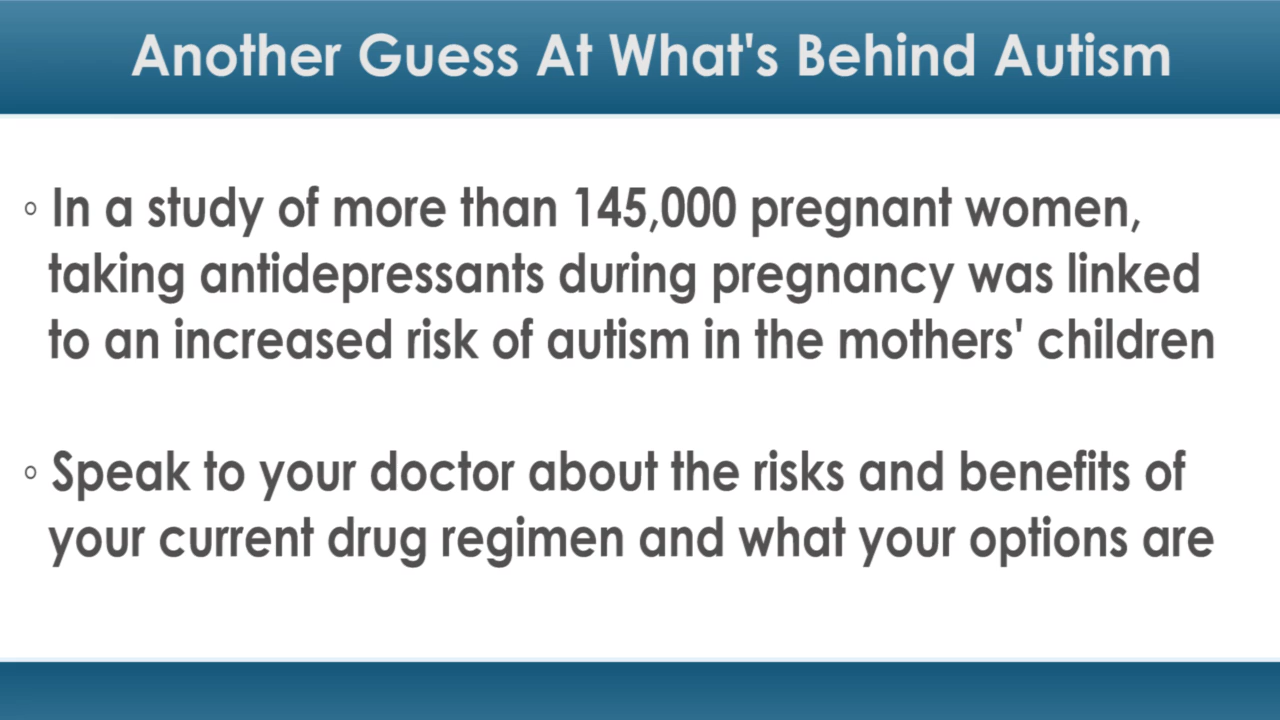 Another Guess At What's Behind Autism
◦ In a study of more than 145,000 pregnant women,
taking antidepressants during pregnancy was linked
to an increased risk of autism in the mothers' children
◦ Speak to your doctor about the risks and benefits of
your current drug regimen and what your options are